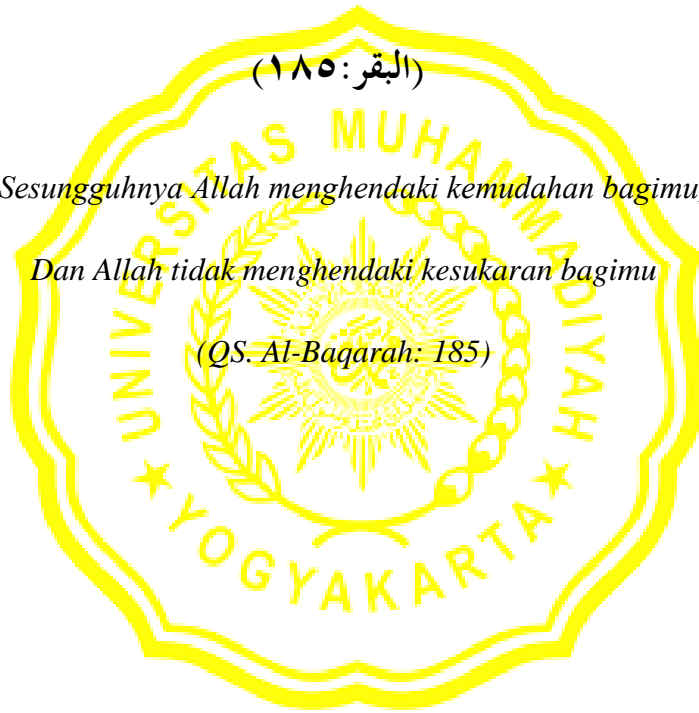 (البقر:١٨٥)
Sesungguhnya Allah menghendaki kemudahan bagimu,
Dan Allah tidak menghendaki kesukaran bagimu
(QS. Al-Baqarah: 185)
UNIVERSITAS MUHAMMADIYAH
YOGYAKARTA